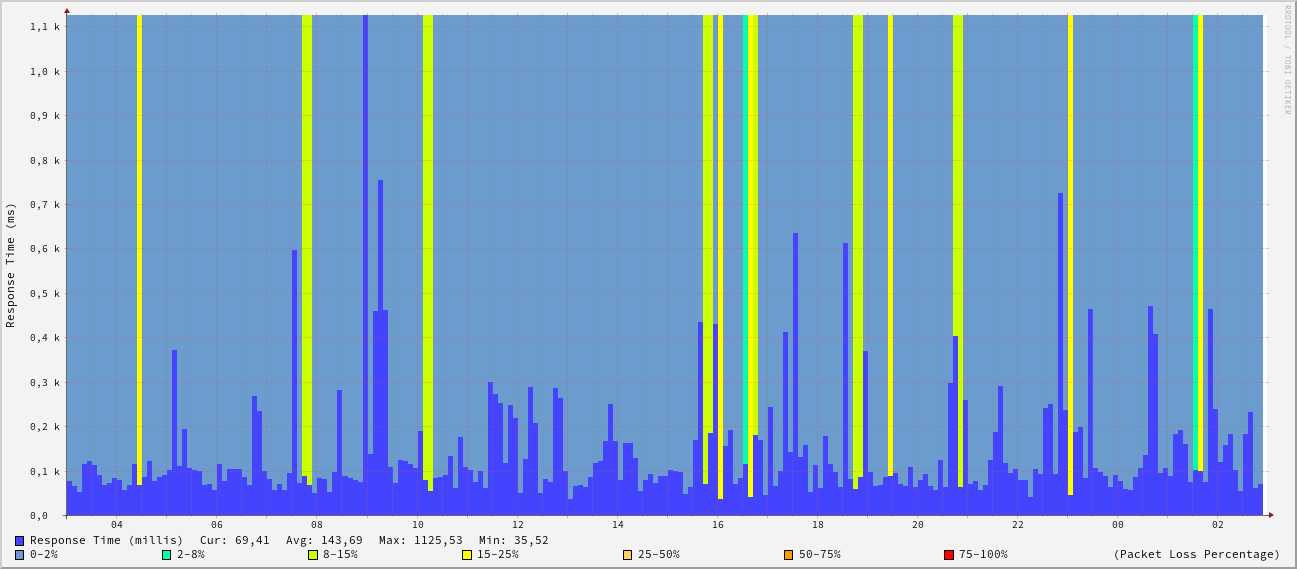 RRDTOOL / TOBI OETIKER
Response Time (ms)
1,1 k
1,0 k
0,9 k
0,8 k
0,7 k
0,6 k
0,5 k
0,4 k
0,3 k
0,2 k
0,1 k
0,0
04 06 08 10 12 14 16 18 20 22 00 02
Response Time (millis) Cur: 69,41 Avg: 143,69 Max: 1125,53 Min: 35,52
0-2% 2-8% 8-15% 15-25% 25-50% 50-75% 75-100% (Packet Loss Percentage)